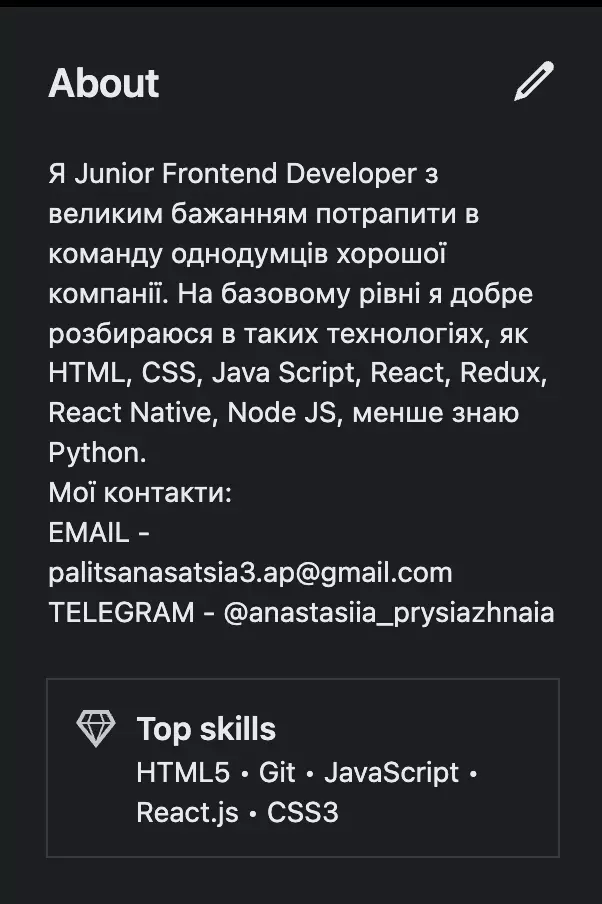 About
Я Junior Frontend Developer з
великим бажанням потрапити в
команду однодумців хорошої
компанії. На базовому рівні я добре
розбираюся в таких технологіях, як
HTML, CSS, Java Script, React, Redux,
React Native, Node JS, менше знаю
Python.
Мої контакти:
EMAIL -
palitsanasatsia3.ap@gmail.com
TELEGRAM - @anastasiia_prysiazhnaia
Top skills
HTML5 • Git • JavaScript •
React.js • CSS3